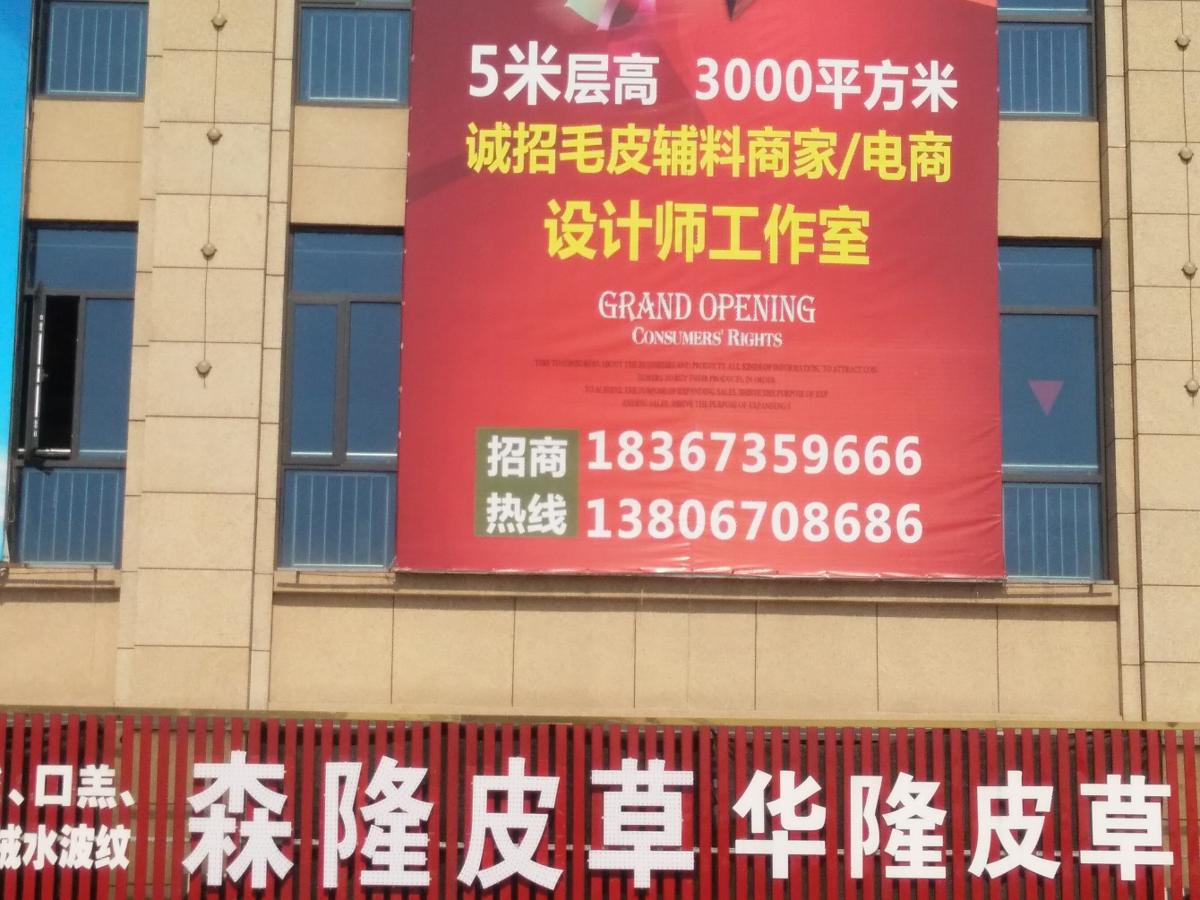 5米层高 3000平方米
诚招毛皮辅料商家/电商
设计师工作室
GRAND OPENING
CONSUMERS' RIGHTS
招商
热线
18367359666
13806708686
、口羔、
水波纹
森隆皮草
华隆皮草